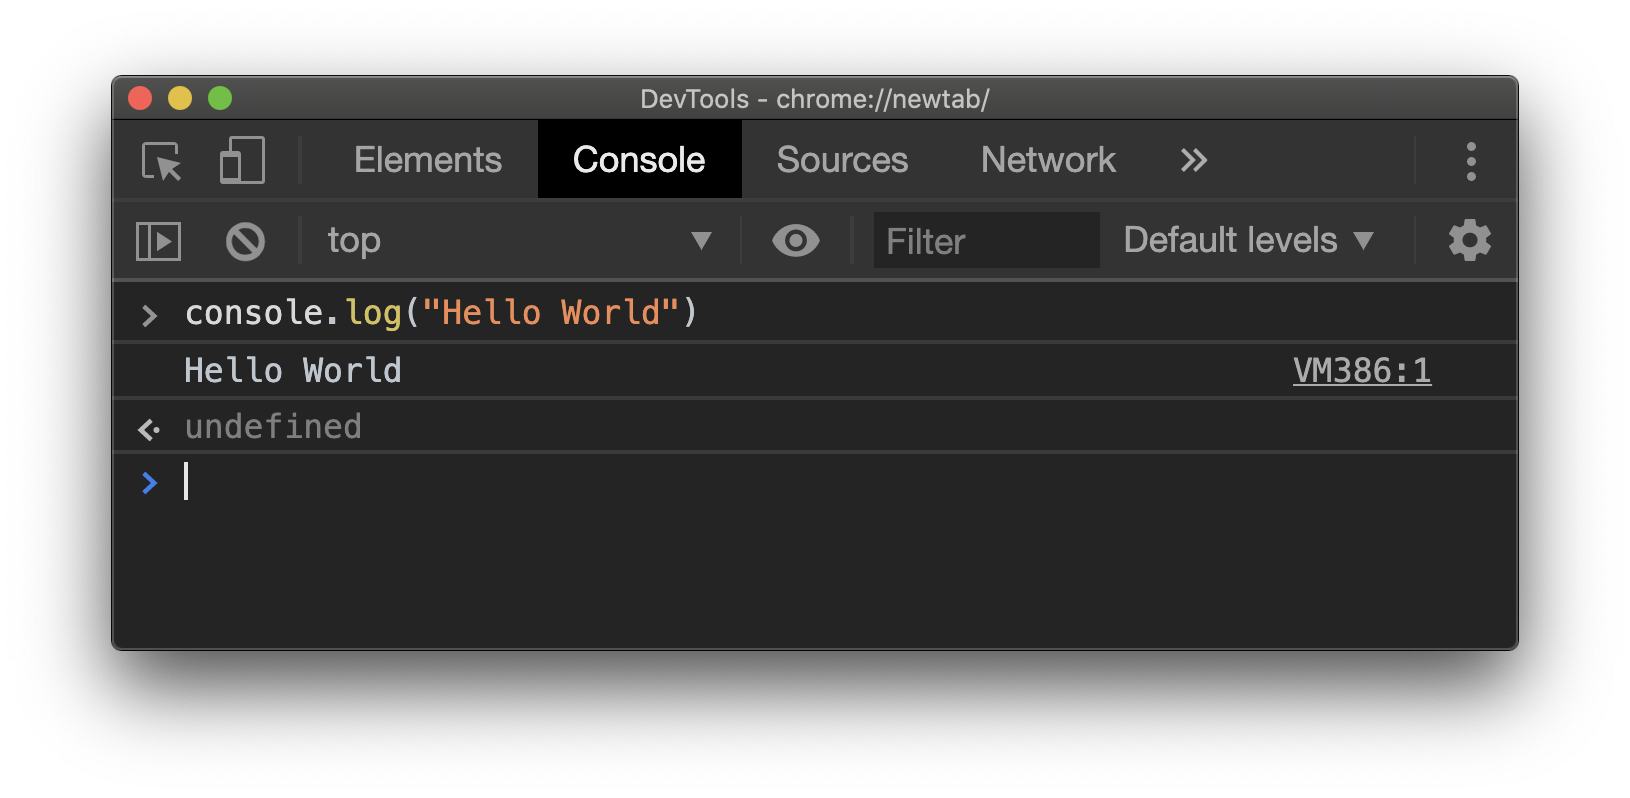 DevTools - chrome://newtab/
Elements Console Sources Network
top Filter Default levels
console.log("Hello World")
Hello World VM386:1
undefined